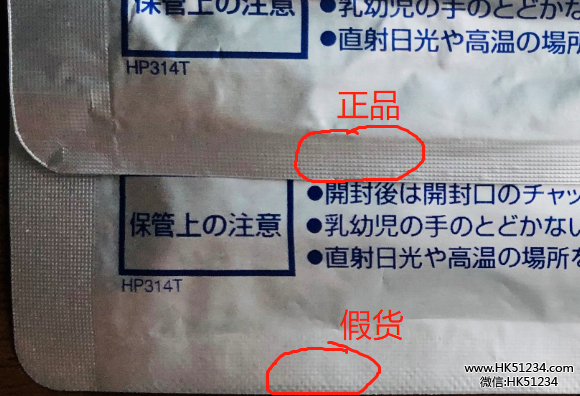 保管上の注意
●乳幼児の手のとどかな
●直射日光や高温の場所
HP314T
正品
●開封後は開封口のチャッ
保管上の注意
●乳幼児の手のとどかない
●直射日光や高温の場所を
HP314T
假货
www.HK51234.com
微信:HK51234